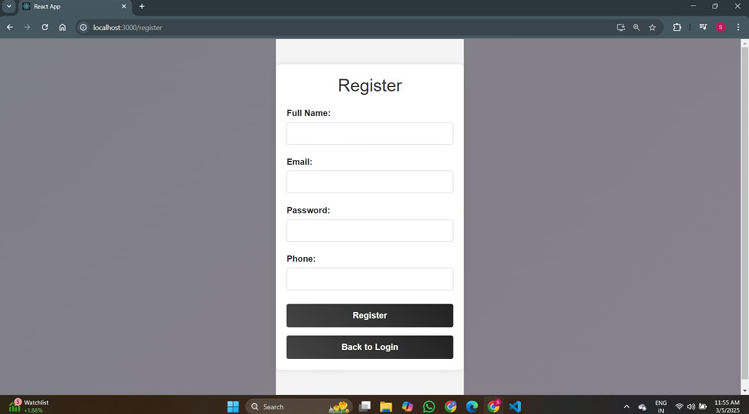 React App
localhost:3000/register
S
Register
Full Name:
Email:
Password:
Phone:
Register
Back to Login
Watchlist
+1.88%
Search
ENG
IN
11:55 AM
3/5/2025